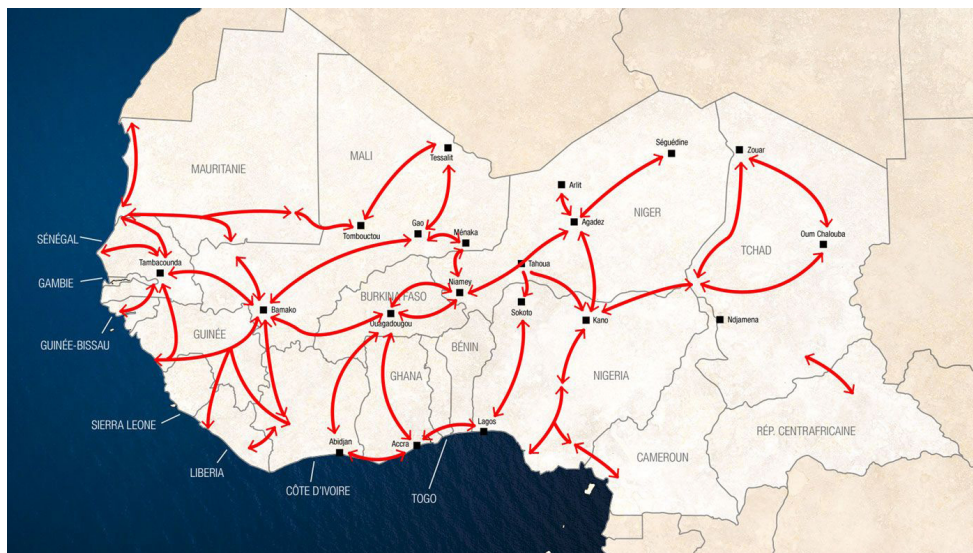 Séguédine
Zouar
Tessalit
MALI
MAURITANIE
Arlit
NIGER
Agadez
Gao
Tombouctou
Ménaka
Oum Chalouba
SÉNÉGAL
TCHAD
Tambacounda
Tahoua
GAMBIE
Niamey
BURKINA FASO
Bamako
Sokoto
Ouagadougou
Kano
Ndjamena
GUINÉE
GUINÉE-BISSAU
BÉNIN
GHANA
NIGERIA
SIERRA LEONE
Lagos
RÉP. CENTRAFRICAINE
Abidjan
Accra
CAMEROUN
LIBERIA
CÔTE D'IVOIRE
TOGO